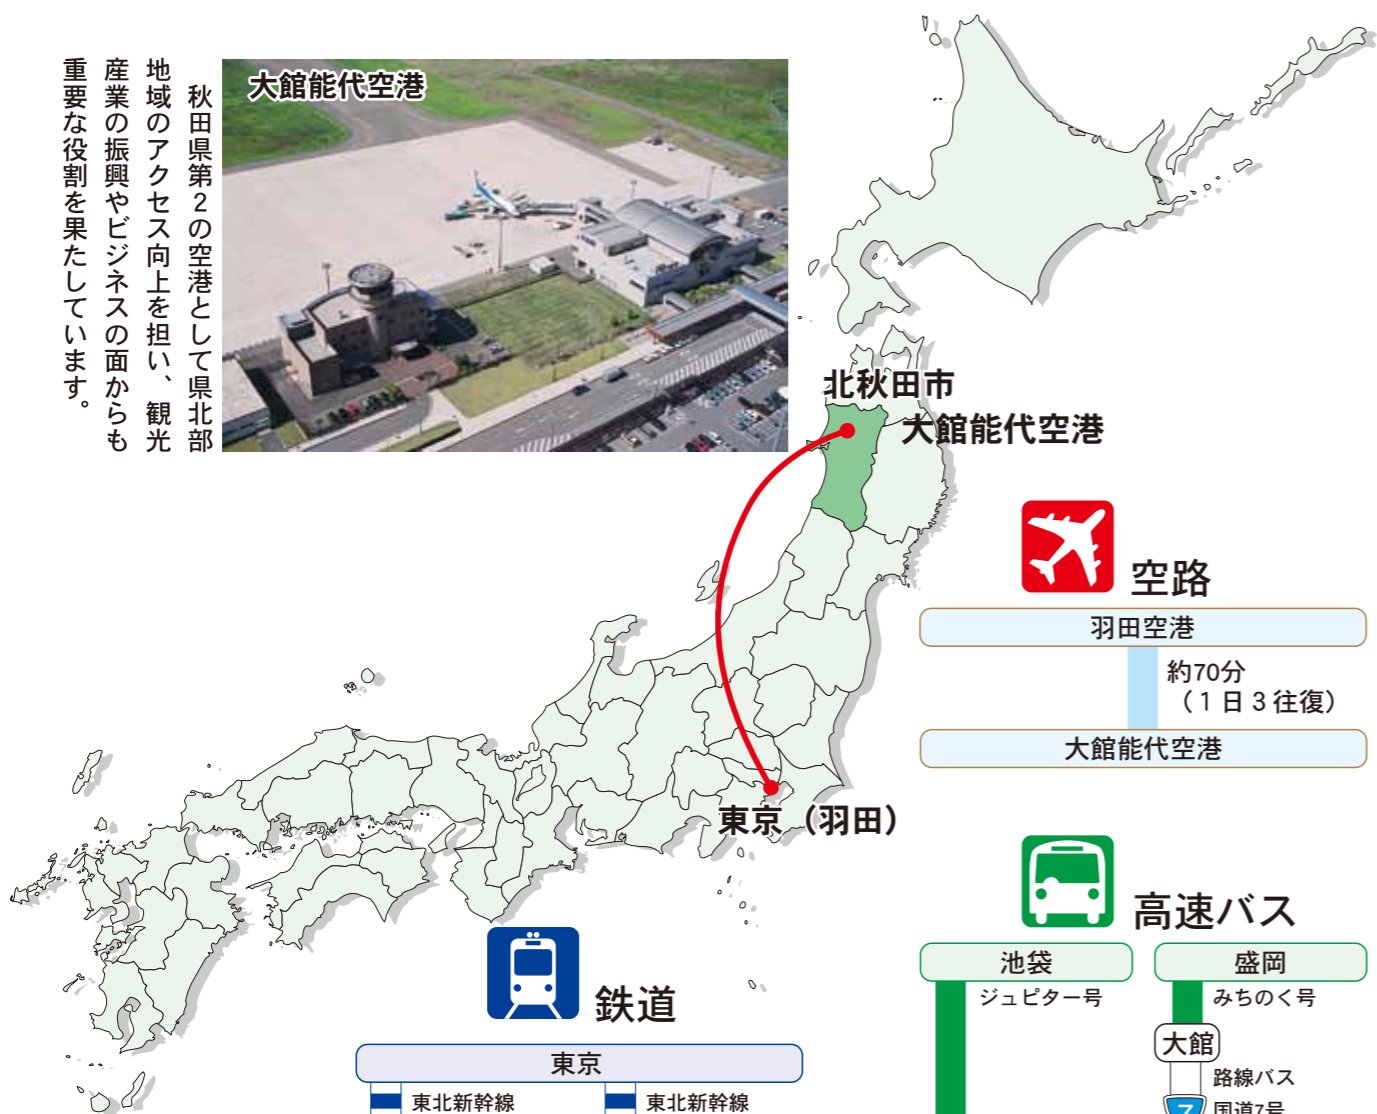 大館能代空港
秋田県第2の空港として県北部
地域のアクセス向上を担い、観光
産業の振興やビジネスの面からも
重要な役割を果たしています。
北秋田市
大館能代空港
東京（羽田）
空路
羽田空港
約70分
（1日3往復）
大館能代空港
高速バス
池袋
ジュピター号
盛岡
みちのく号
大館
路線バス
7
国道7号
鉄道
東京
東北新幹線
東北新幹線